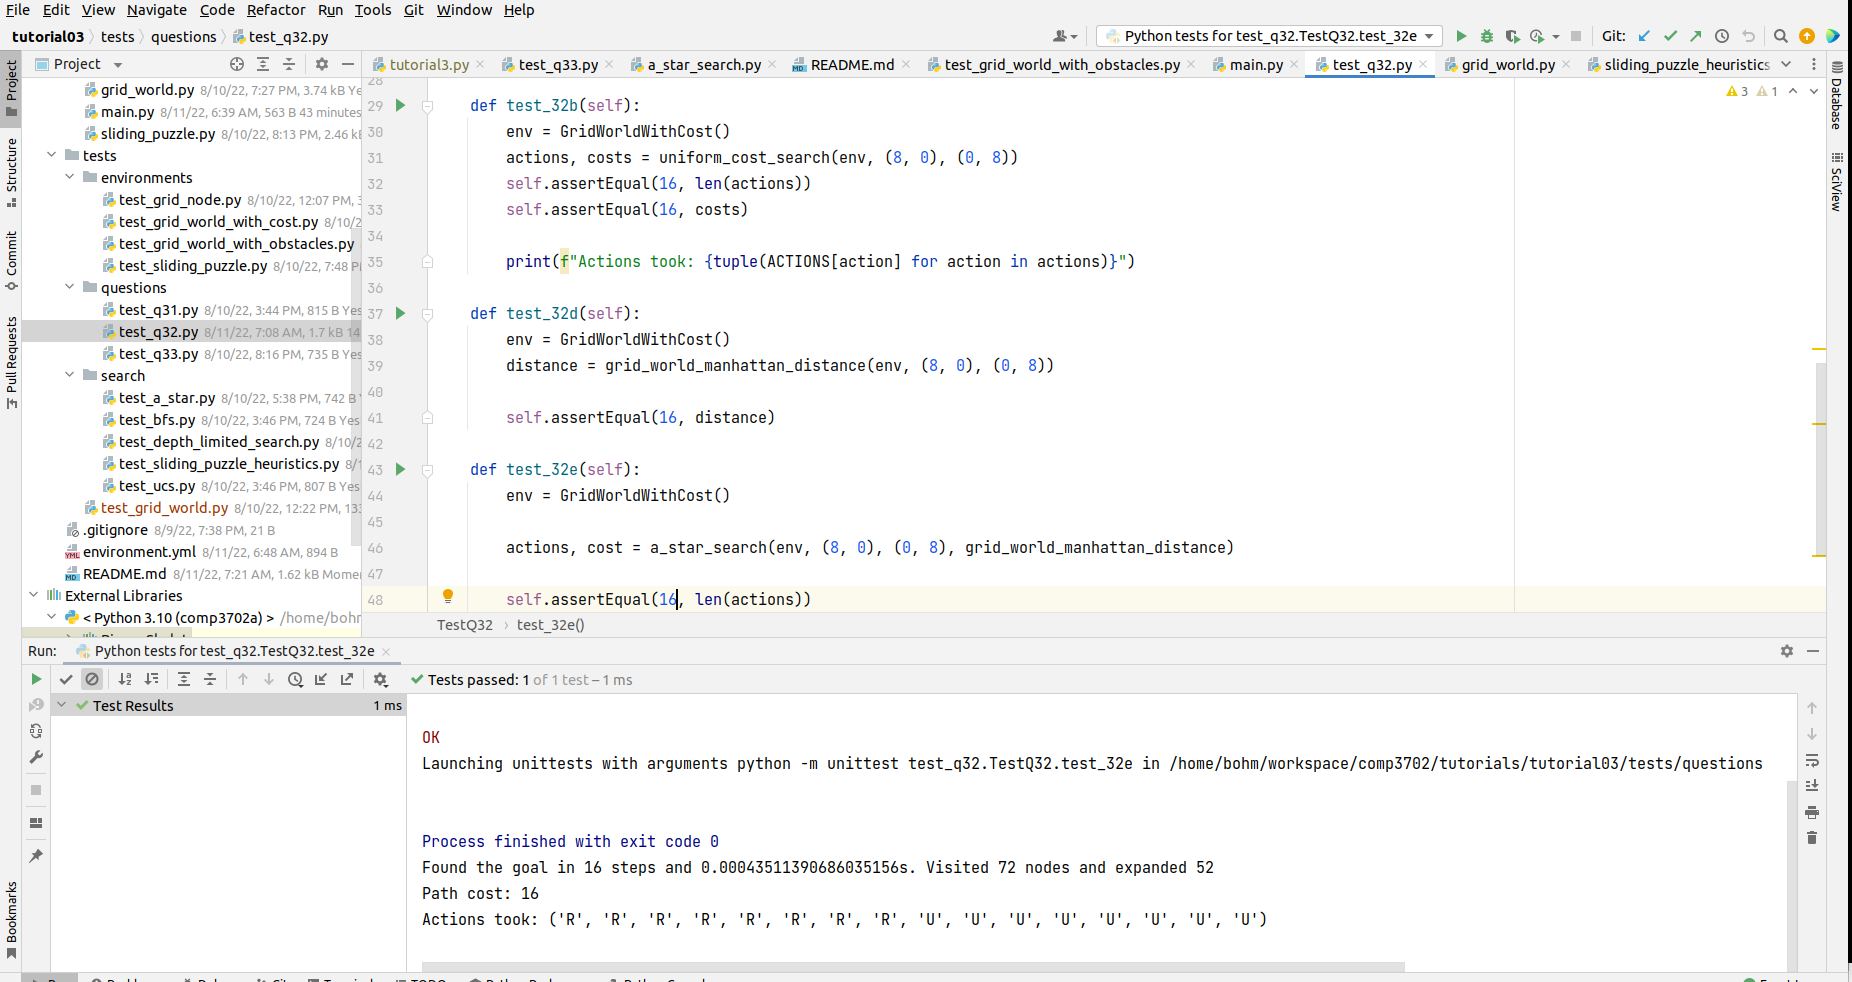 File Edit View Navigate Code Refactor Run Tools Git Window Help
tutorial03 tests questions test_q32.py Python tests for test_q32.TestQ32.test_32e Git:
Project tutorial3.py test_q33.py a_star_search.py README.md test_grid_world_with_obstacles.py main.py test_q32.py grid_world.py sliding_puzzle_heuristics
Project
Structure
Commit
Pull Requests
Bookmarks
Database
SciView
grid_world.py 8/10/22, 7:27 PM, 3.74 kB Ye
main.py 8/11/22, 6:39 AM, 563 B 43 minutes
sliding_puzzle.py 8/10/22, 8:13 PM, 2.46 k
tests
environments
test_grid_node.py 8/10/22, 12:07 PM, 3
test_grid_world_with_cost.py 8/10/2
test_grid_world_with_obstacles.py
test_sliding_puzzle.py 8/10/22, 7:48 P
questions
test_q31.py 8/10/22, 3:44 PM, 815 B Yes
test_q32.py 8/11/22, 7:08 AM, 1.7 kB 14
test_q33.py 8/10/22, 8:16 PM, 735 B Yes
search
test_a_star.py 8/10/22, 5:38 PM, 742 B
test_bfs.py 8/10/22, 3:46 PM, 724 B Yes
test_depth_limited_search.py 8/10/2
test_sliding_puzzle_heuristics.py 8/1
test_ucs.py 8/10/22, 3:46 PM, 807 B Yes
test_grid_world.py 8/10/22, 12:22 PM, 133
.gitignore 8/9/22, 7:38 PM, 21 B
environment.yml 8/11/22, 6:48 AM, 894 B
README.md 8/11/22, 7:21 AM, 1.62 kB Mome
External Libraries
< Python 3.10 (comp3702a) > /home/bohr
3 1
28
29 def test_32b(self):
30 env = GridWorldWithCost()
31 actions, costs = uniform_cost_search(env, (8, 0), (0, 8))
32 self.assertEqual(16, len(actions))
33 self.assertEqual(16, costs)
34
35 print(f"Actions took: {tuple(ACTIONS[action] for action in actions)}")
36
37 def test_32d(self):
38 env = GridWorldWithCost()
39 distance = grid_world_manhattan_distance(env, (8, 0), (0, 8))
40
41 self.assertEqual(16, distance)
42
43 def test_32e(self):
44 env = GridWorldWithCost()
45
46 actions, cost = a_star_search(env, (8, 0), (0, 8), grid_world_manhattan_distance)
47
48 self.assertEqual(16, len(actions))
TestQ32 test_32e()
Run: Python tests for test_q32.TestQ32.test_32e
Tests passed: 1 of 1 test – 1 ms
Test Results 1 ms
OK
Launching unittests with arguments python -m unittest test_q32.TestQ32.test_32e in /home/bohm/workspace/comp3702/tutorials/tutorial03/tests/questions
Process finished with exit code 0
Found the goal in 16 steps and 0.00043511390686035156s. Visited 72 nodes and expanded 52
Path cost: 16
Actions took: ('R', 'R', 'R', 'R', 'R', 'R', 'R', 'R', 'U', 'U', 'U', 'U', 'U', 'U', 'U', 'U')